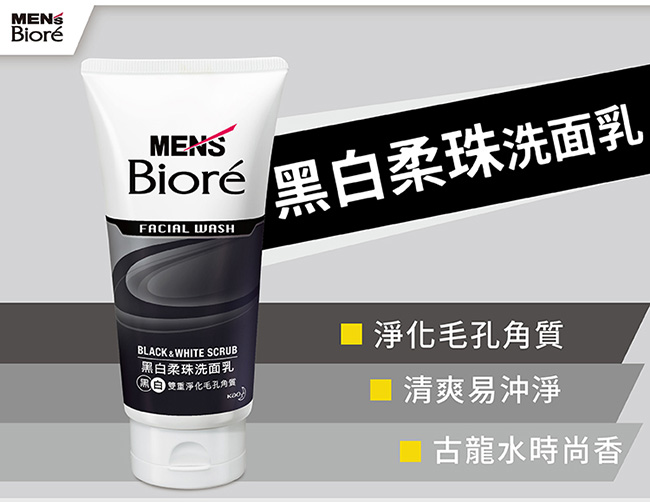 MEN'S
Bioré
黑白柔珠洗面乳
MEN'S
Bioré
FACIAL WASH
BLACK & WHITE SCRUB
黑白柔珠洗面乳
黑 白 雙重淨化毛孔角質
Kao
淨化毛孔角質
清爽易沖淨
古龍水時尚香